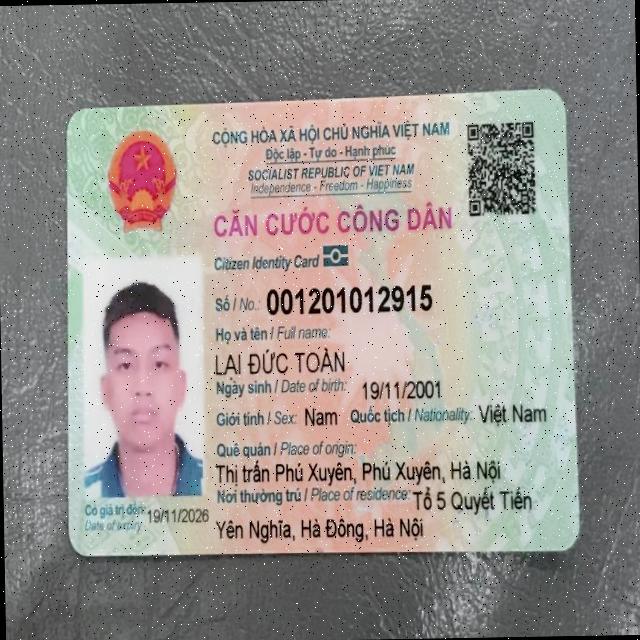 CỘNG HÒA XÃ HỘI CHỦ NGHĨA VIỆT NAM
Độc lập - Tự do - Hạnh phúc
SOCIALIST REPUBLIC OF VIET NAM
Independence - Freedom - Happiness
CĂN CƯỚC CÔNG DÂN
Citizen Identity Card
Số / No.: 001201012915
Họ và tên / Full name:
LẠI ĐỨC TOÀN
Ngày sinh / Date of birth: 19/11/2001
Giới tính / Sex: Nam Quốc tịch / Nationality: Việt Nam
Quê quán / Place of origin:
Thị trấn Phú Xuyên, Phú Xuyên, Hà Nội
Nơi thường trú / Place of residence: Tổ 5 Quyết Tiến
Yên Nghĩa, Hà Đông, Hà Nội
Có giá trị đến: 19/11/2026
Date of expiry